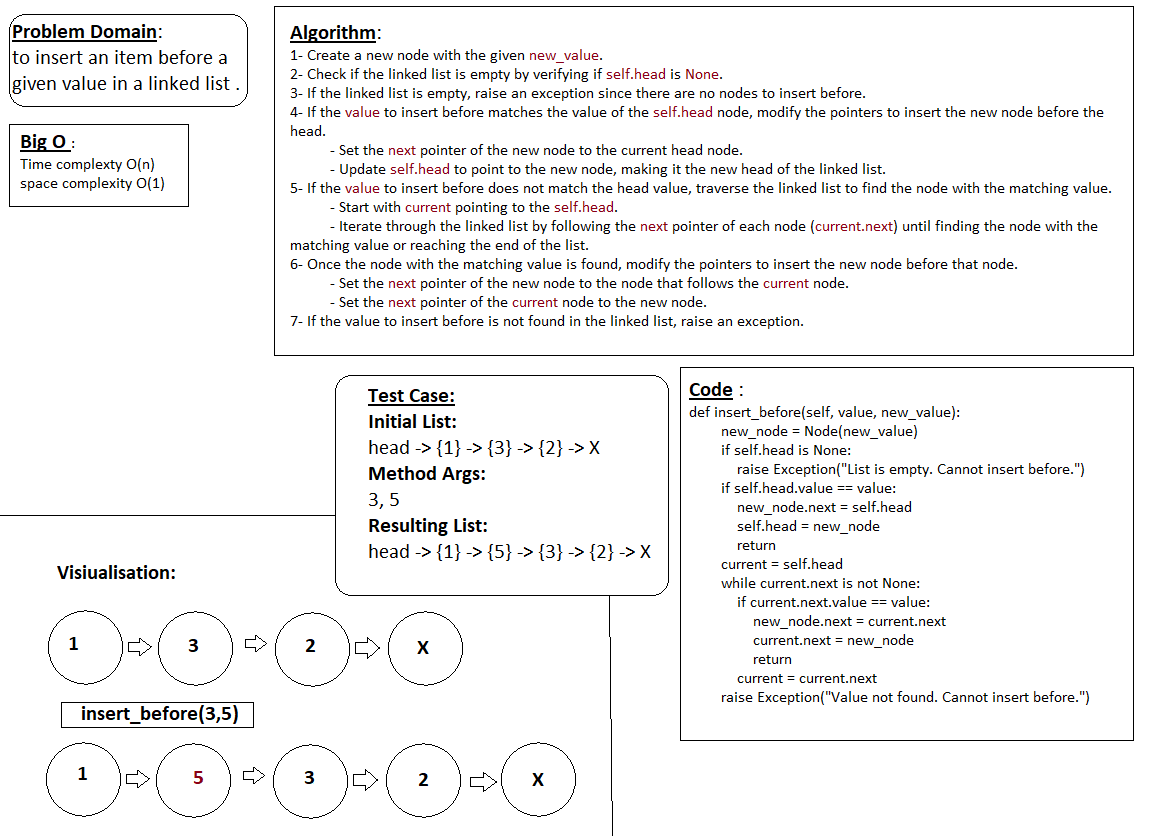 Problem Domain:
to insert an item before a
given value in a linked list .
Big O :
Time complexty O(n)
space complexity O(1)
Algorithm:
1- Create a new node with the given new_value.
2- Check if the linked list is empty by verifying if self.head is None.
3- If the linked list is empty, raise an exception since there are no nodes to insert before.
4- If the value to insert before matches the value of the self.head node, modify the pointers to insert the new node before the
head.
- Set the next pointer of the new node to the current head node.
- Update self.head to point to the new node, making it the new head of the linked list.
5- If the value to insert before does not match the head value, traverse the linked list to find the node with the matching value.
- Start with current pointing to the self.head.
- Iterate through the linked list by following the next pointer of each node (current.next) until finding the node with the
matching value or reaching the end of the list.
6- Once the node with the matching value is found, modify the pointers to insert the new node before that node.
- Set the next pointer of the new node to the node that follows the current node.
- Set the next pointer of the current node to the new node.
7- If the value to insert before is not found in the linked list, raise an exception.
Test Case:
Initial List:
head -> {1} -> {3} -> {2} -> X
Method Args:
3, 5
Resulting List:
head -> {1} -> {5} -> {3} -> {2} -> X
Code :
def insert_before(self, value, new_value):
new_node = Node(new_value)
if self.head is None:
raise Exception("List is empty. Cannot insert before.")
if self.head.value == value:
new_node.next = self.head
self.head = new_node
return
current = self.head
while current.next is not None:
if current.next.value == value:
new_node.next = current.next
current.next = new_node
return
current = current.next
raise Exception("Value not found. Cannot insert before.")
Visiualisation:
1 3 2 X
insert_before(3,5)
1 5 3 2 X